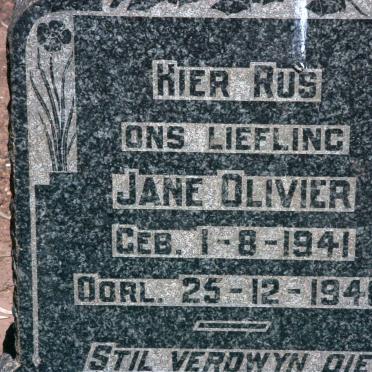 HIER RUS
ONS LIEFLING
JANE OLIVIER
GEB. 1-8-1941
OORL. 25-12-194
STIL VERDWYN DIE